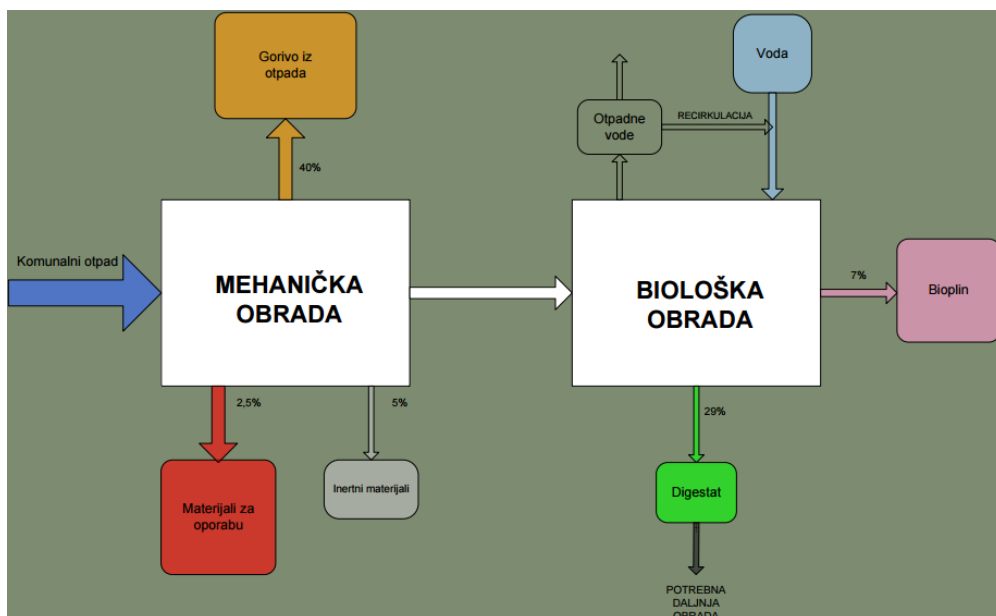 Gorivo iz
otpada
Voda
Otpadne
vode
RECIRKULACIJA
40%
Komunalni otpad
MEHANIČKA
OBRADA
BIOLOŠKA
OBRADA
7%
Bioplin
2,5%
5%
29%
Materijali za
oporabu
Inertni materijali
Digestat
POTREBNA
DALJNJA
OBRADA